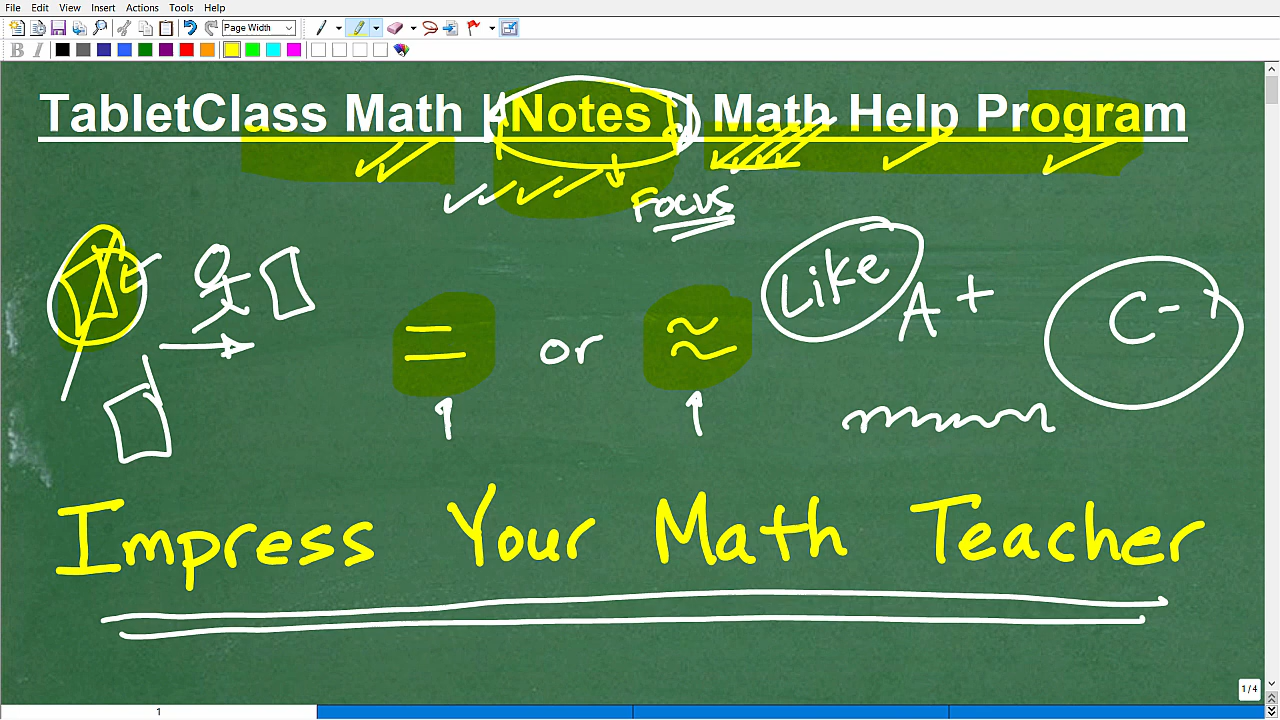 File Edit View Insert Actions Tools Help
Page Width
B I
TabletClass Math | Notes | Math Help Program
Focus
Like
A+
C-
= or ≈
Impress Your Math Teacher
1/4
1